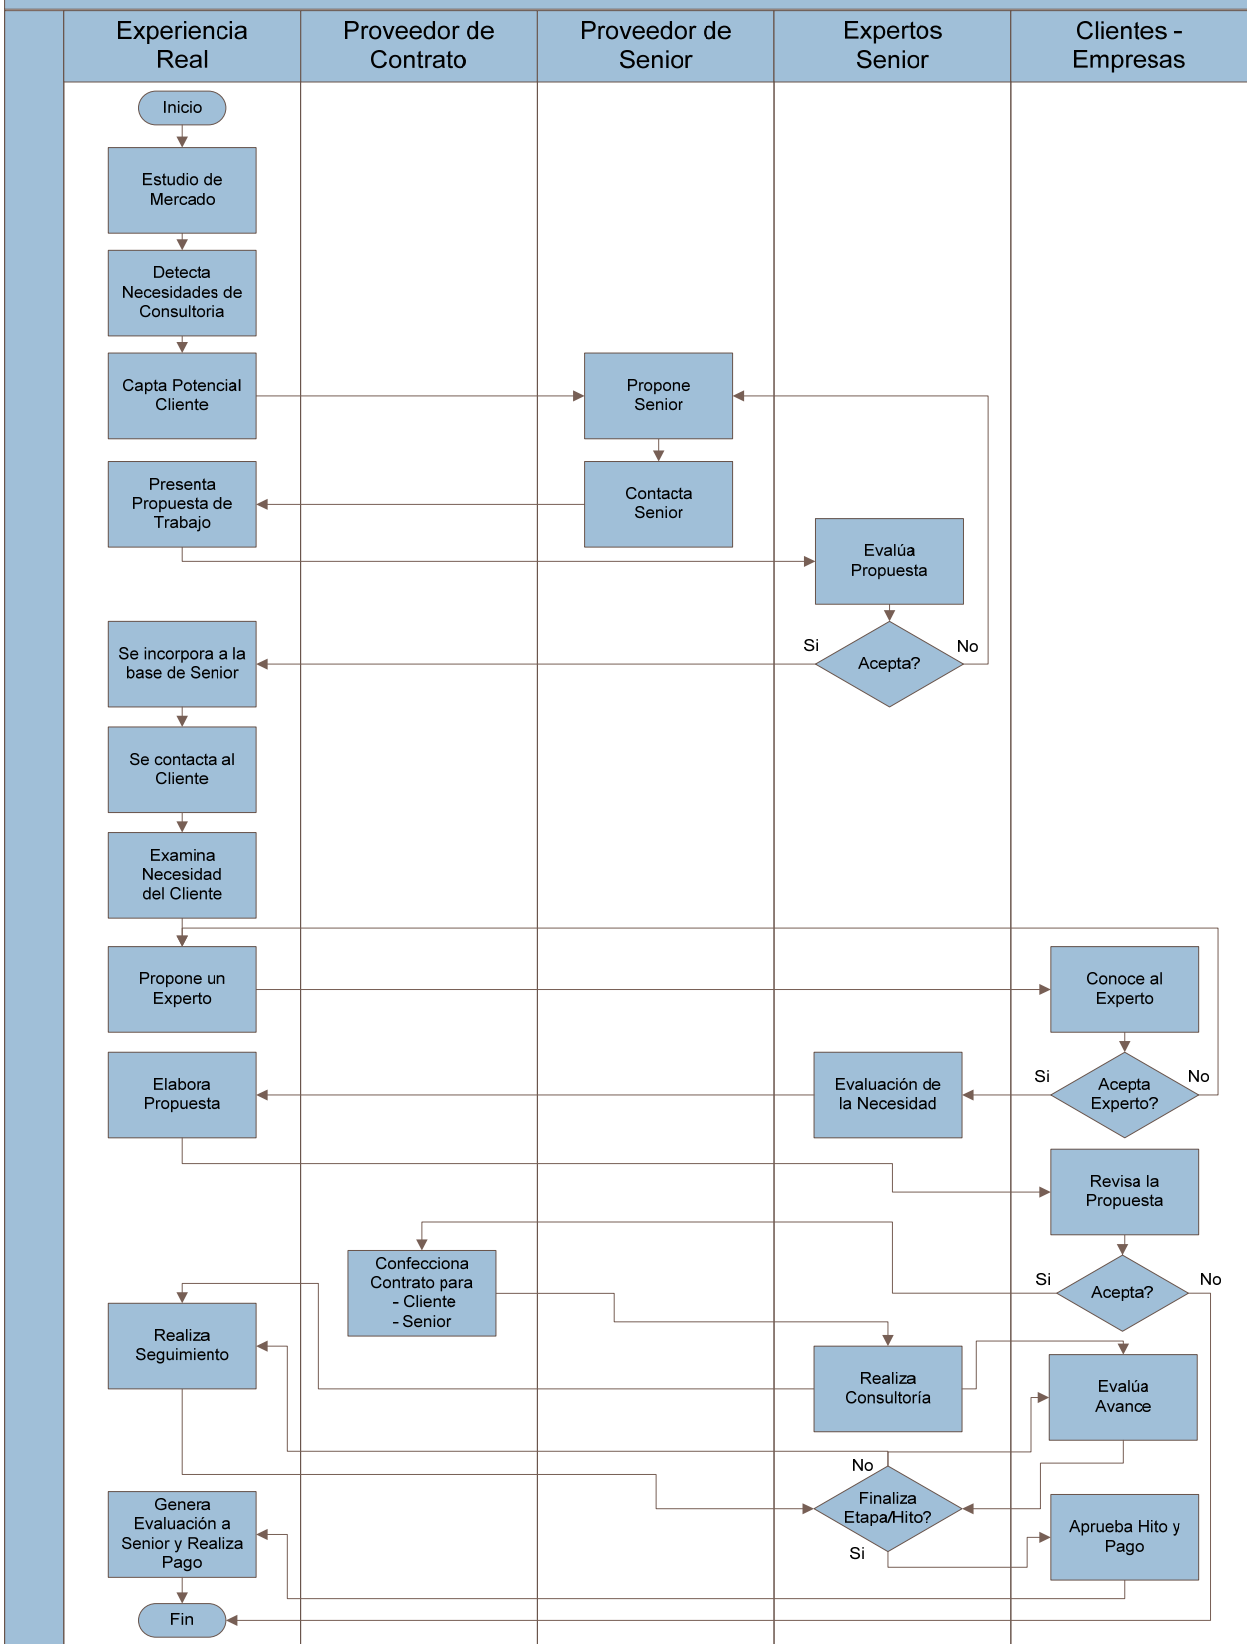 Experiencia
Real
Proveedor de
Contrato
Proveedor de
Senior
Expertos
Senior
Clientes -
Empresas
Inicio
Estudio de
Mercado
Detecta
Necesidades de
Consultoria
Capta Potencial
Cliente
Propone
Senior
Presenta
Propuesta de
Trabajo
Contacta
Senior
Evalúa
Propuesta
Si
Acepta?
No
Se incorpora a la
base de Senior
Se contacta al
Cliente
Examina
Necesidad
del Cliente
Propone un
Experto
Conoce al
Experto
Elabora
Propuesta
Evaluación de
la Necesidad
Si
Acepta
Experto?
No
Revisa la
Propuesta
Confecciona
Contrato para
- Cliente
- Senior
Si
Acepta?
No
Realiza
Seguimiento
Realiza
Consultoría
Evalúa
Avance
No
Finaliza
Etapa/Hito?
Si
Genera
Evaluación a
Senior y Realiza
Pago
Aprueba Hito y
Pago
Fin